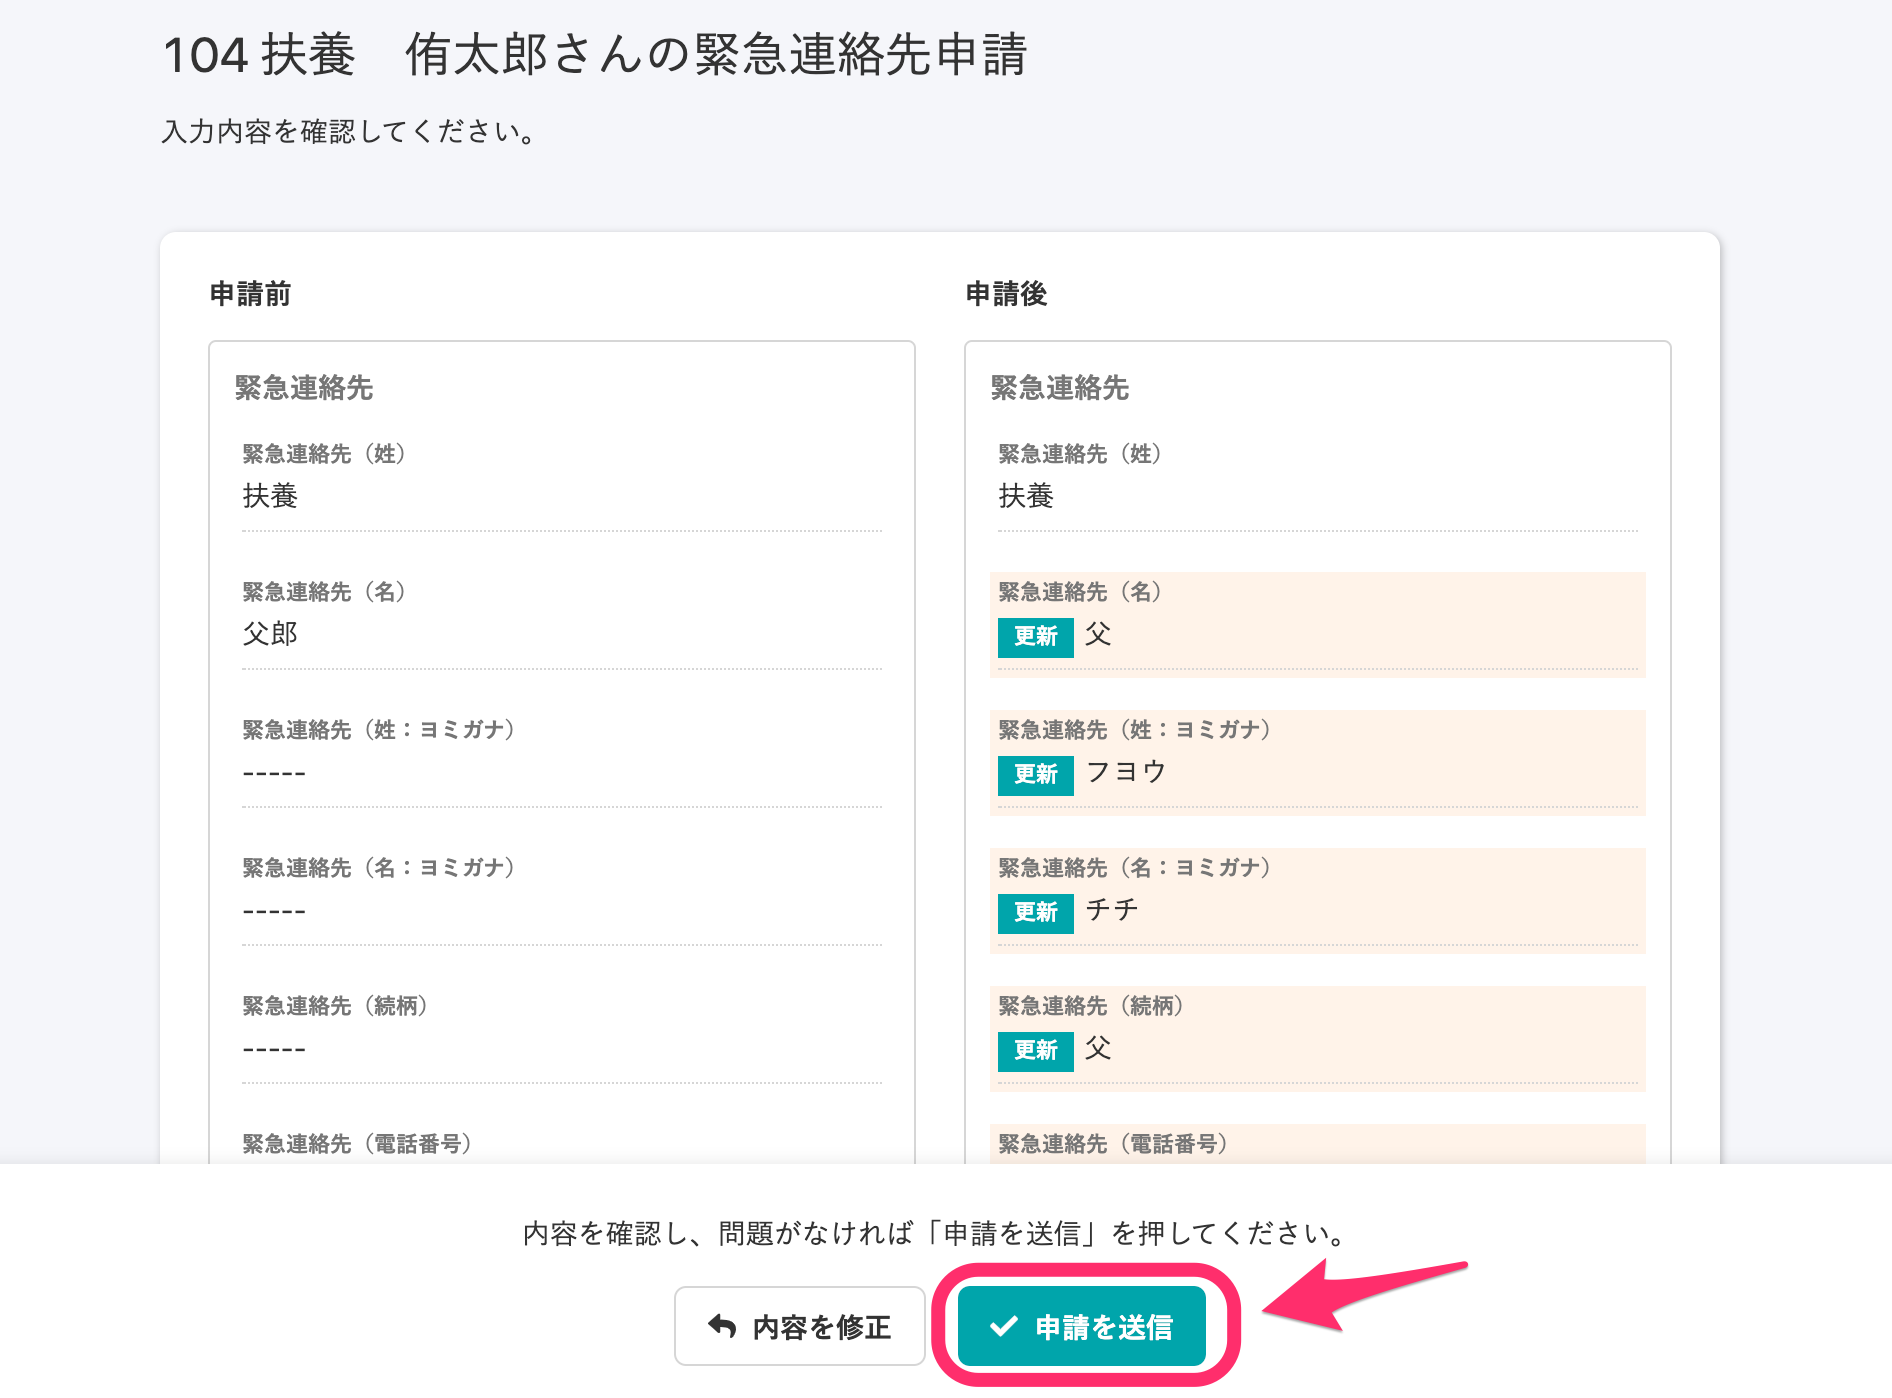 104 扶養　侑太郎さんの緊急連絡先申請
入力内容を確認してください。
申請前
緊急連絡先
緊急連絡先（姓）
扶養
緊急連絡先（名）
父郎
緊急連絡先（姓：ヨミガナ）
-----
緊急連絡先（名：ヨミガナ）
-----
緊急連絡先（続柄）
-----
緊急連絡先（電話番号）
申請後
緊急連絡先
緊急連絡先（姓）
扶養
緊急連絡先（名）
更新 父
緊急連絡先（姓：ヨミガナ）
更新 フヨウ
緊急連絡先（名：ヨミガナ）
更新 チチ
緊急連絡先（続柄）
更新 父
緊急連絡先（電話番号）
内容を確認し、問題がなければ「申請を送信」を押してください。
内容を修正
申請を送信